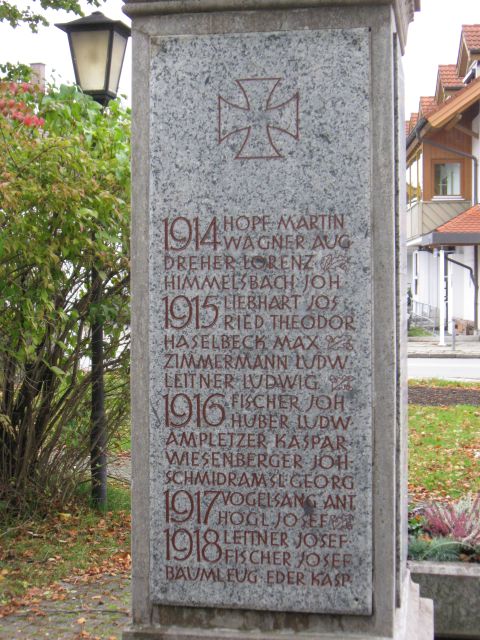 1914 HOPF MARTIN
WAGNER AUG
DREHER LORENZ
HIMMELSBACH JOH
1915 LIEBHART JOS
RIED THEODOR
HASELBECK MAX
ZIMMERMANN LUDW.
LEITNER LUDWIG
1916 FISCHER JOH
HUBER LUDW.
AMPLETZER KASPAR
WIESENBERGER JOH
SCHMIDRAMSL GEORG
1917 VOGELSANG ANT
HÖGL JOSEF
1918 LEITNER JOSEF
FISCHER JOSEF
BAUML EUG EDER KASP.